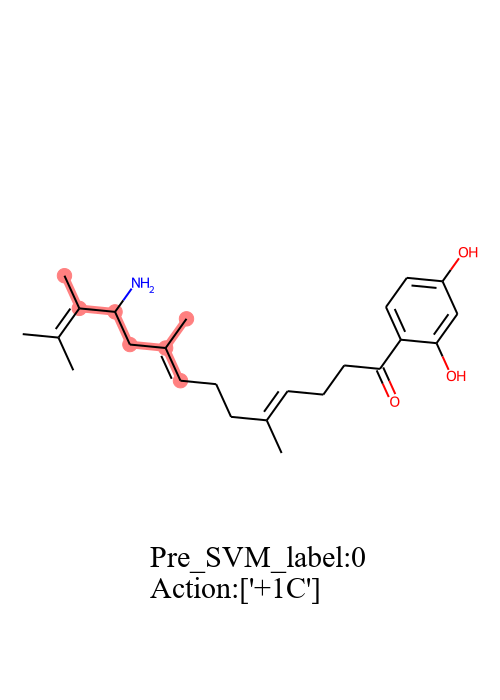 OH
NH2
OH
O
Pre_SVM_label:0
Action:['+1C']